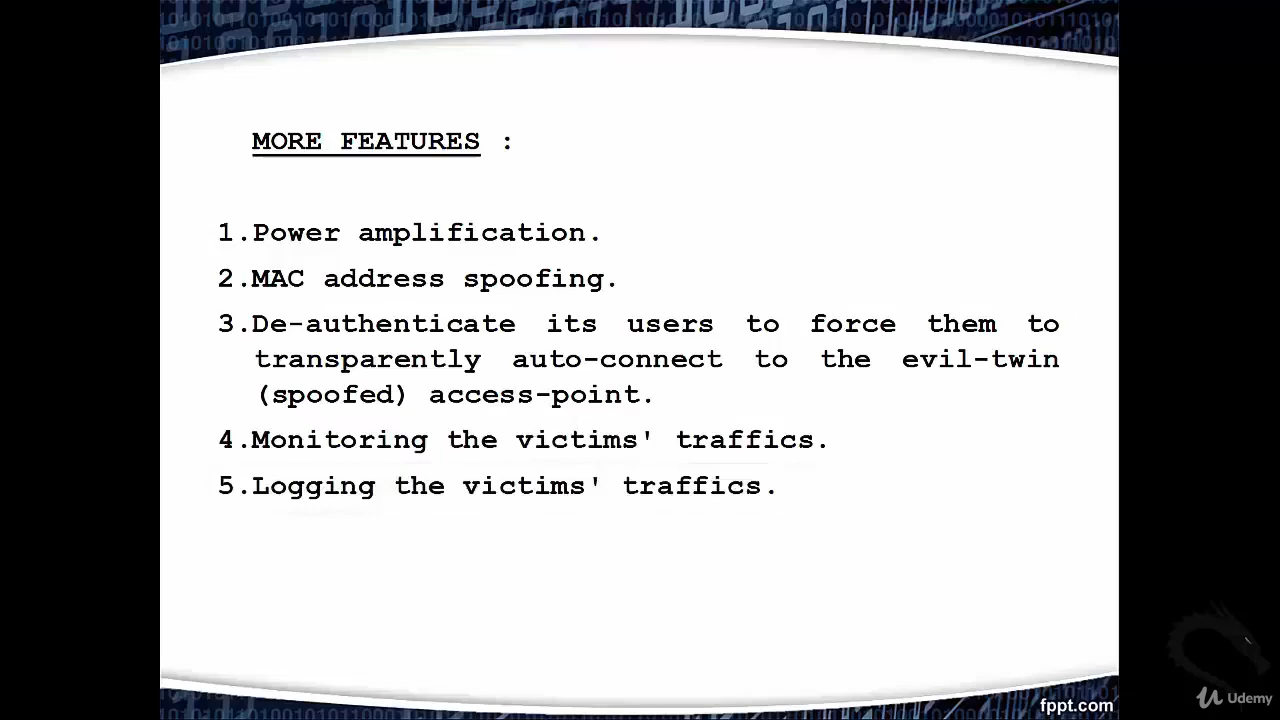 MORE FEATURES :
1.Power amplification.
2.MAC address spoofing.
3.De-authenticate its users to force them to
transparently auto-connect to the evil-twin
(spoofed) access-point.
4.Monitoring the victims' traffics.
5.Logging the victims' traffics.
fppt.com
Udemy